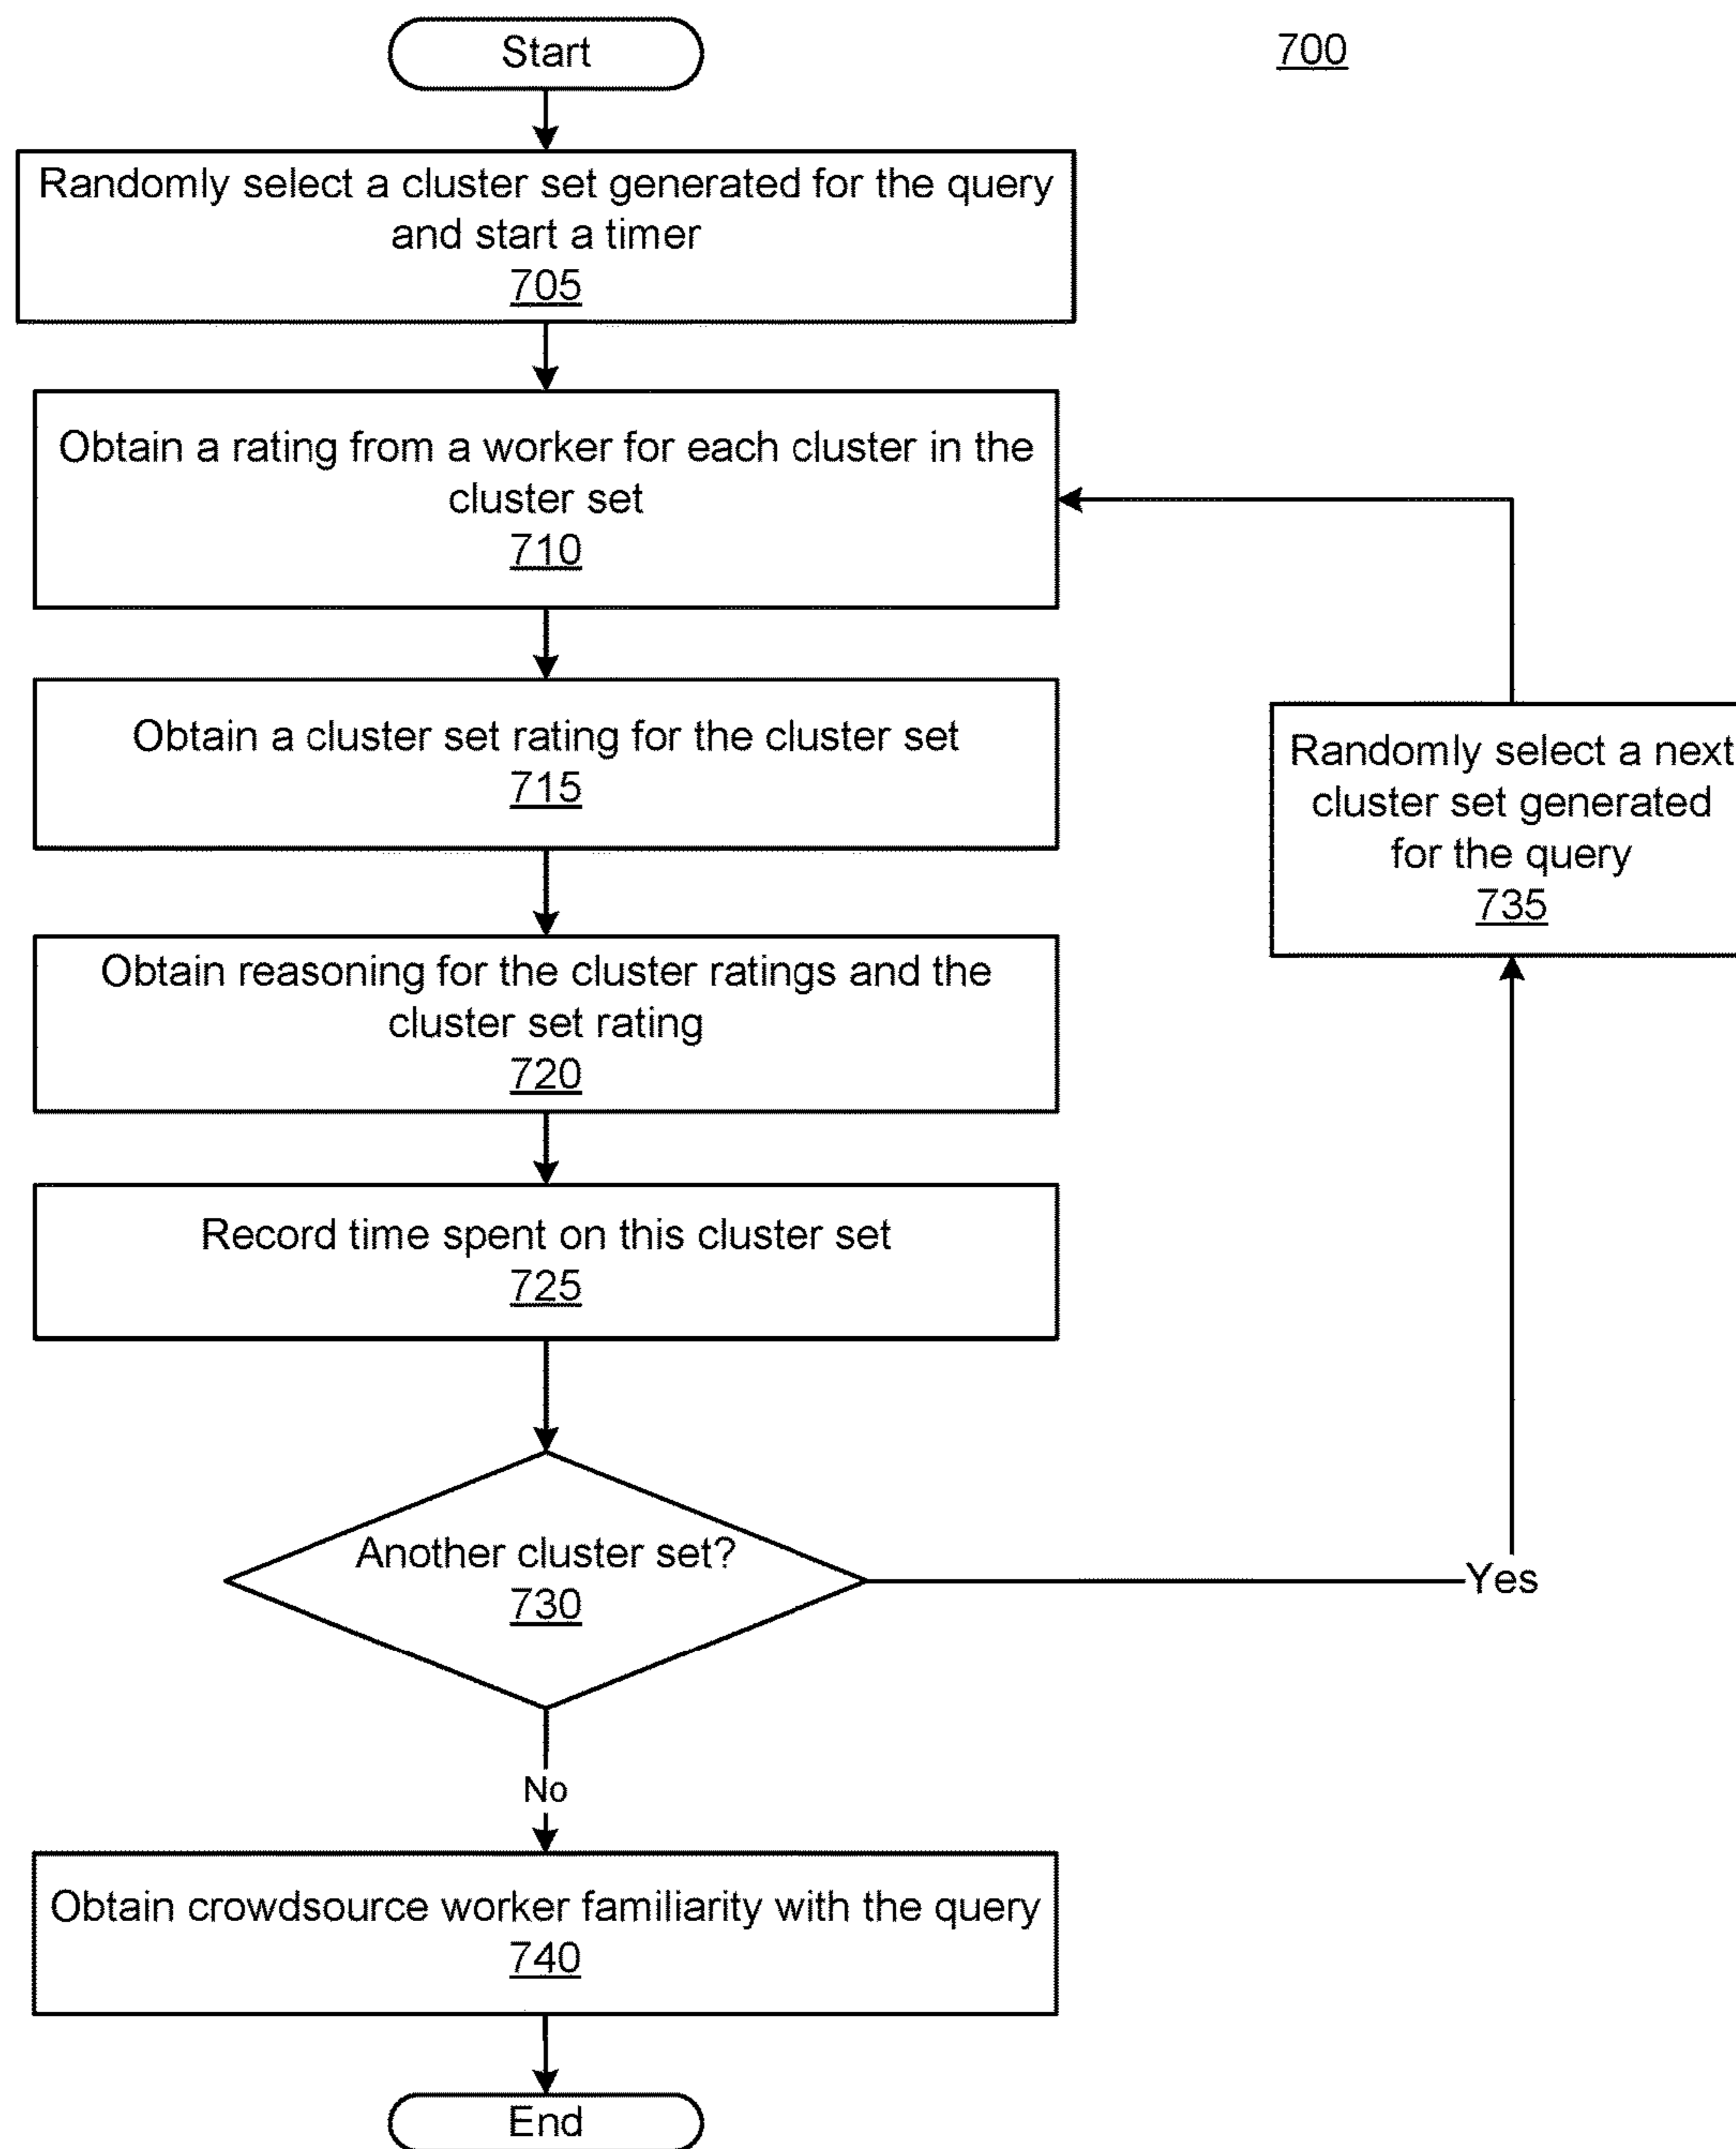 Start
700
Randomly select a cluster set generated for the query
and start a timer
705
Obtain a rating from a worker for each cluster in the
cluster set
710
Obtain a cluster set rating for the cluster set
715
Randomly select a next
cluster set generated
for the query
735
Obtain reasoning for the cluster ratings and the
cluster set rating
720
Record time spent on this cluster set
725
Another cluster set?
730
Yes
No
Obtain crowdsource worker familiarity with the query
740
End